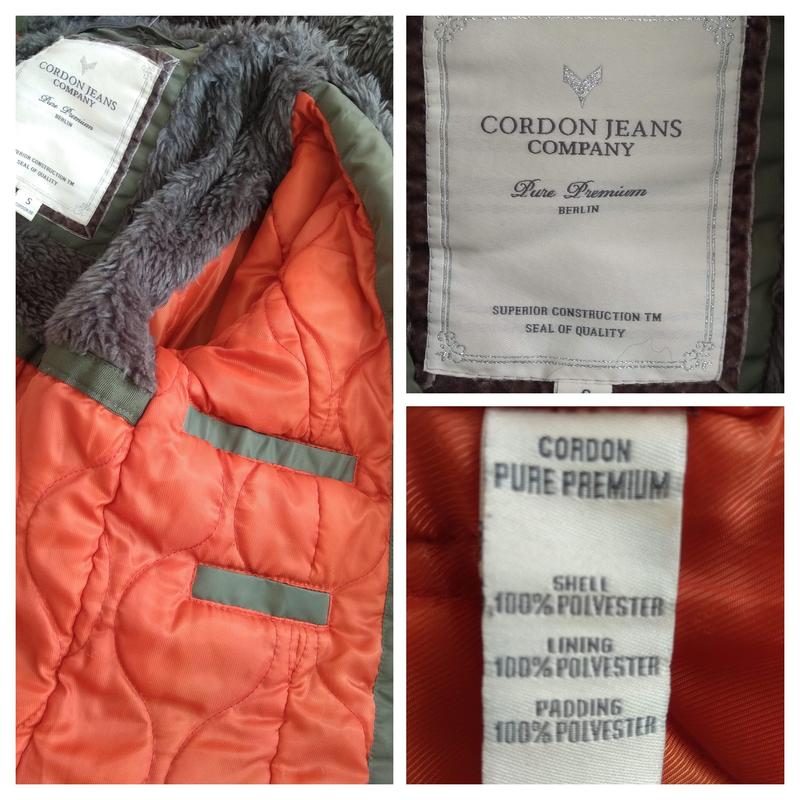 CORDON JEANS
COMPANY
Pure Premium
BERLIN
SUPERIOR CONSTRUCTION TM
SEAL OF QUALITY
S
CORDON JEANS
COMPANY
Pure Premium
BERLIN
SUPERIOR CONSTRUCTION TM
SEAL OF QUALITY
CORDON
PURE PREMIUM
SHELL
100% POLYESTER
LINING
100% POLYESTER
PADDING
100% POLYESTER